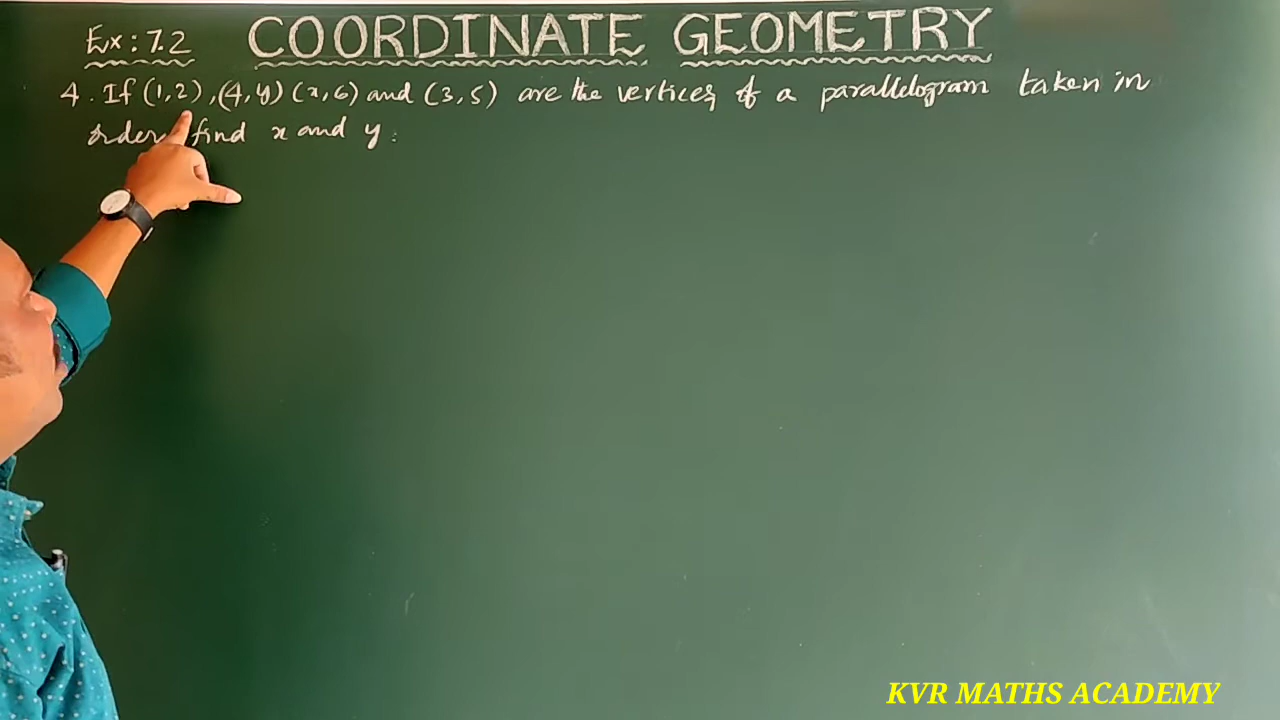 Ex: 7.2 COORDINATE GEOMETRY
4. If (1,2), (4,y) (x,6) and (3,5) are the vertices of a parallelogram taken in
order find x and y.
KVR MATHS ACADEMY